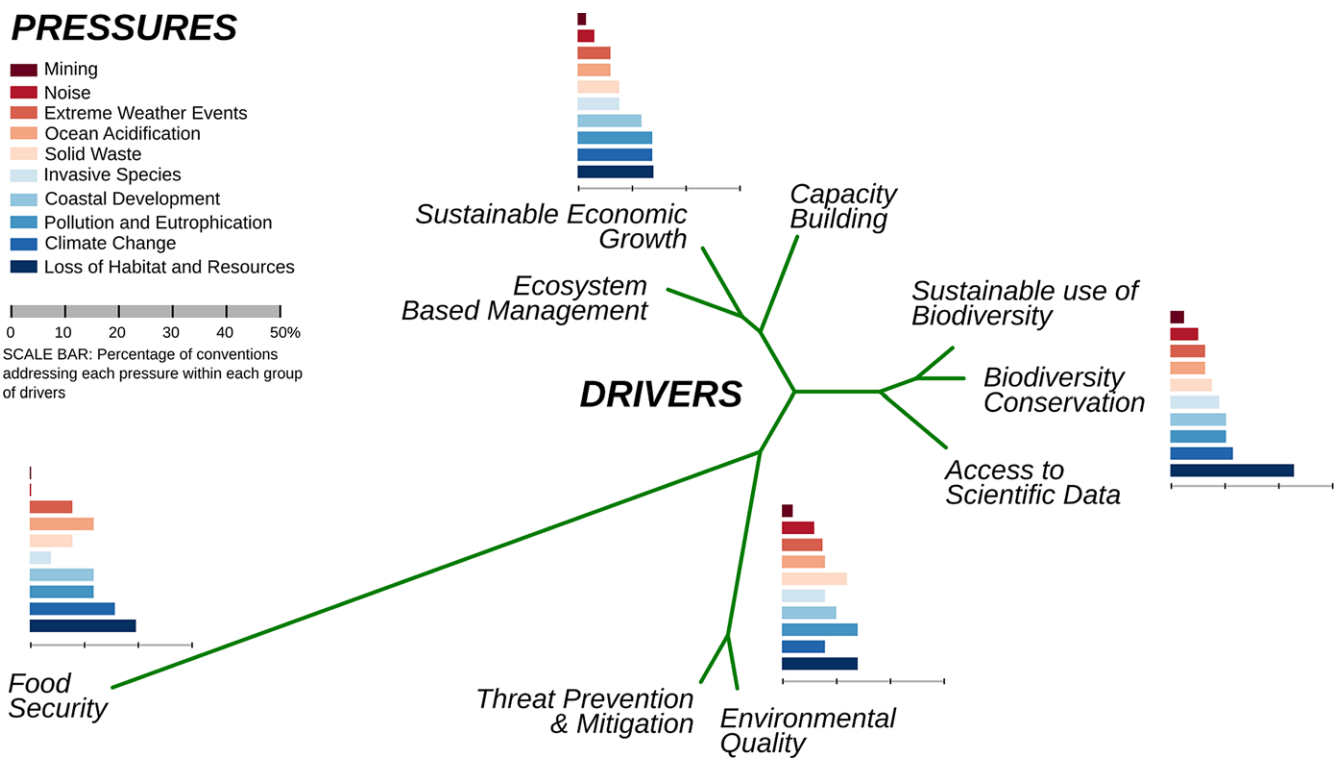 PRESSURES
Mining
Noise
Extreme Weather Events
Ocean Acidification
Solid Waste
Invasive Species
Coastal Development
Pollution and Eutrophication
Climate Change
Loss of Habitat and Resources
0 10 20 30 40 50%
SCALE BAR: Percentage of conventions
addressing each pressure within each group
of drivers
Sustainable Economic
Growth
Capacity
Building
Ecosystem
Based Management
Sustainable use of
Biodiversity
DRIVERS
Biodiversity
Conservation
Access to
Scientific Data
Food
Security
Threat Prevention
& Mitigation
Environmental
Quality